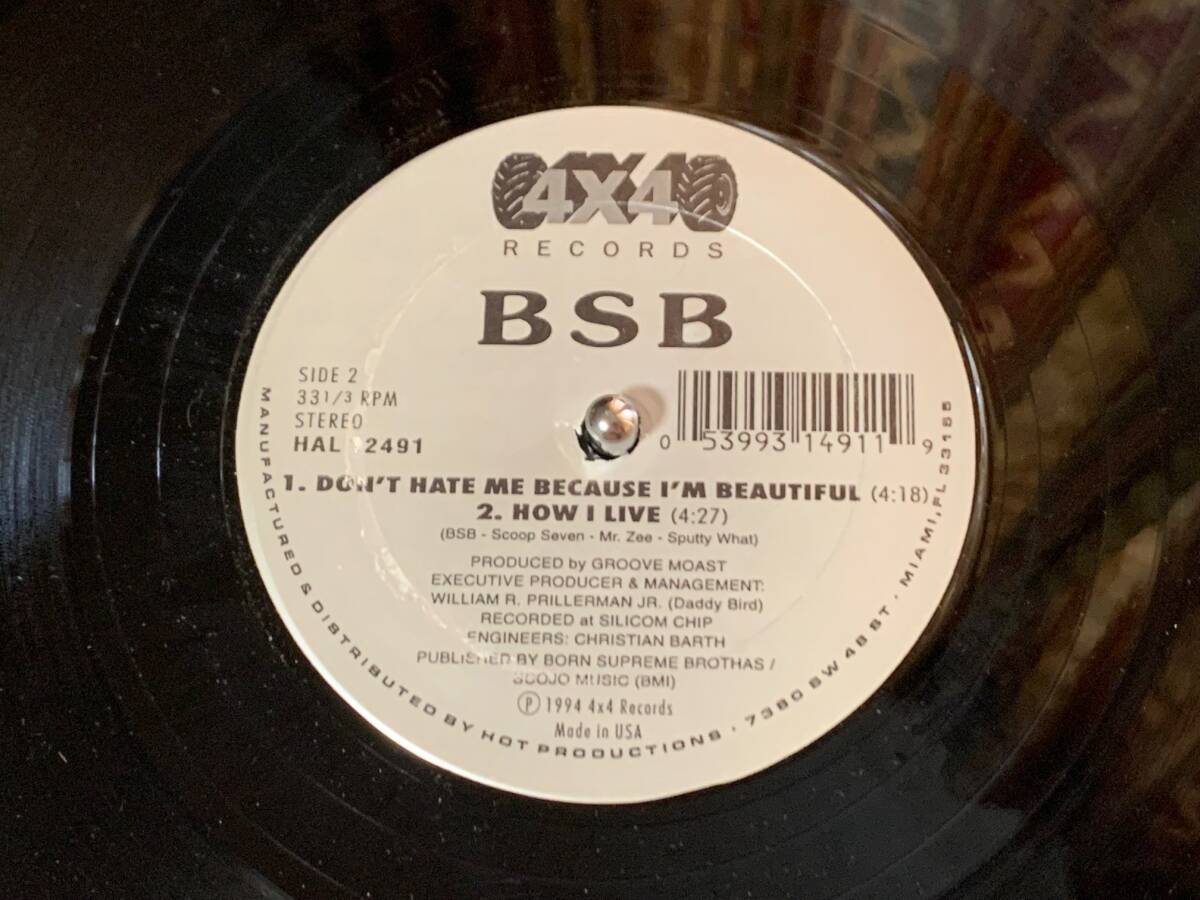 4X4
RECORDS
BSB
SIDE 2
33 1/3 RPM
STEREO
HAL 2491
0 53993 14911 9
1. DON'T HATE ME BECAUSE I'M BEAUTIFUL (4:18)
2. HOW I LIVE (4:27)
(BSB - Scoop Seven - Mr. Zee - Sputty What)
PRODUCED by GROOVE MOAST
EXECUTIVE PRODUCER & MANAGEMENT:
WILLIAM R. PRILLERMAN JR. (Daddy Bird)
RECORDED at SILICOM CHIP
ENGINEERS: CHRISTIAN BARTH
PUBLISHED BY BORN SUPREME BROTHAS /
SCOJO MUSIC (BMI)
Ⓟ 1994 4x4 Records
Made in USA
MANUFACTURED & DISTRIBUTED BY HOT PRODUCTIONS · 7380 SW 48 ST · MIAMI, FL 33155